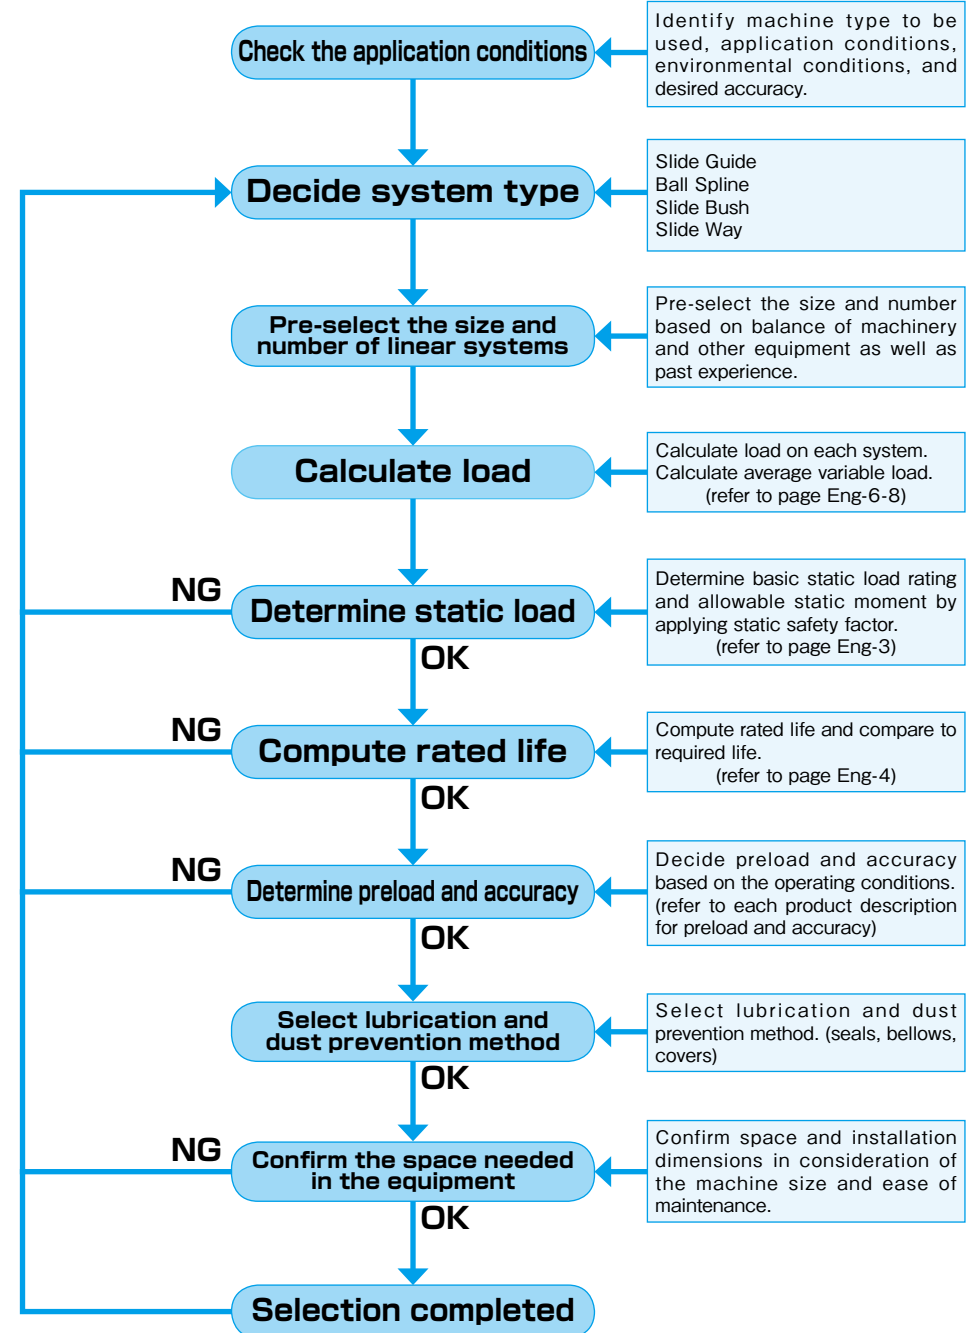 Check the application conditions
Identify machine type to be
used, application conditions,
environmental conditions, and
desired accuracy.
Decide system type
Slide Guide
Ball Spline
Slide Bush
Slide Way
Pre-select the size and
number of linear systems
Pre-select the size and number
based on balance of machinery
and other equipment as well as
past experience.
Calculate load
Calculate load on each system.
Calculate average variable load.
(refer to page Eng-6-8)
NG
Determine static load
OK
Determine basic static load rating
and allowable static moment by
applying static safety factor.
(refer to page Eng-3)
NG
Compute rated life
OK
Compute rated life and compare to
required life.
(refer to page Eng-4)
NG
Determine preload and accuracy
OK
Decide preload and accuracy
based on the operating conditions.
(refer to each product description
for preload and accuracy)
Select lubrication and
dust prevention method
OK
Select lubrication and dust
prevention method. (seals, bellows,
covers)
NG
Confirm the space needed
in the equipment
OK
Confirm space and installation
dimensions in consideration of
the machine size and ease of
maintenance.
Selection completed